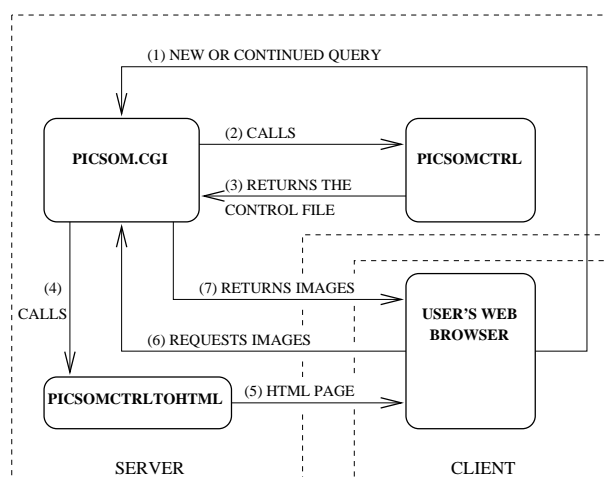 (1) NEW OR CONTINUED QUERY
PICSOM.CGI
(2) CALLS
PICSOMCTRL
(3) RETURNS THE
CONTROL FILE
(4)
CALLS
(7) RETURNS IMAGES
USER'S WEB
BROWSER
(6) REQUESTS IMAGES
PICSOMCTRLTOHTML
(5) HTML PAGE
SERVER
CLIENT